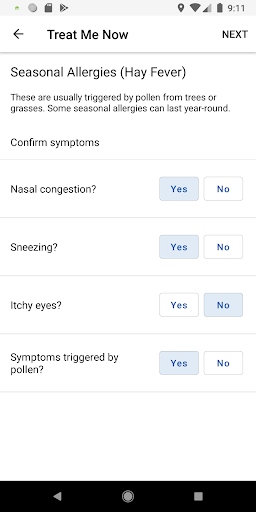 9:11
Treat Me Now
NEXT
Seasonal Allergies (Hay Fever)
These are usually triggered by pollen from trees or
grasses. Some seasonal allergies can last year-round.
Confirm symptoms
Nasal congestion?
Yes
No
Sneezing?
Yes
No
Itchy eyes?
Yes
No
Symptoms triggered by
pollen?
Yes
No